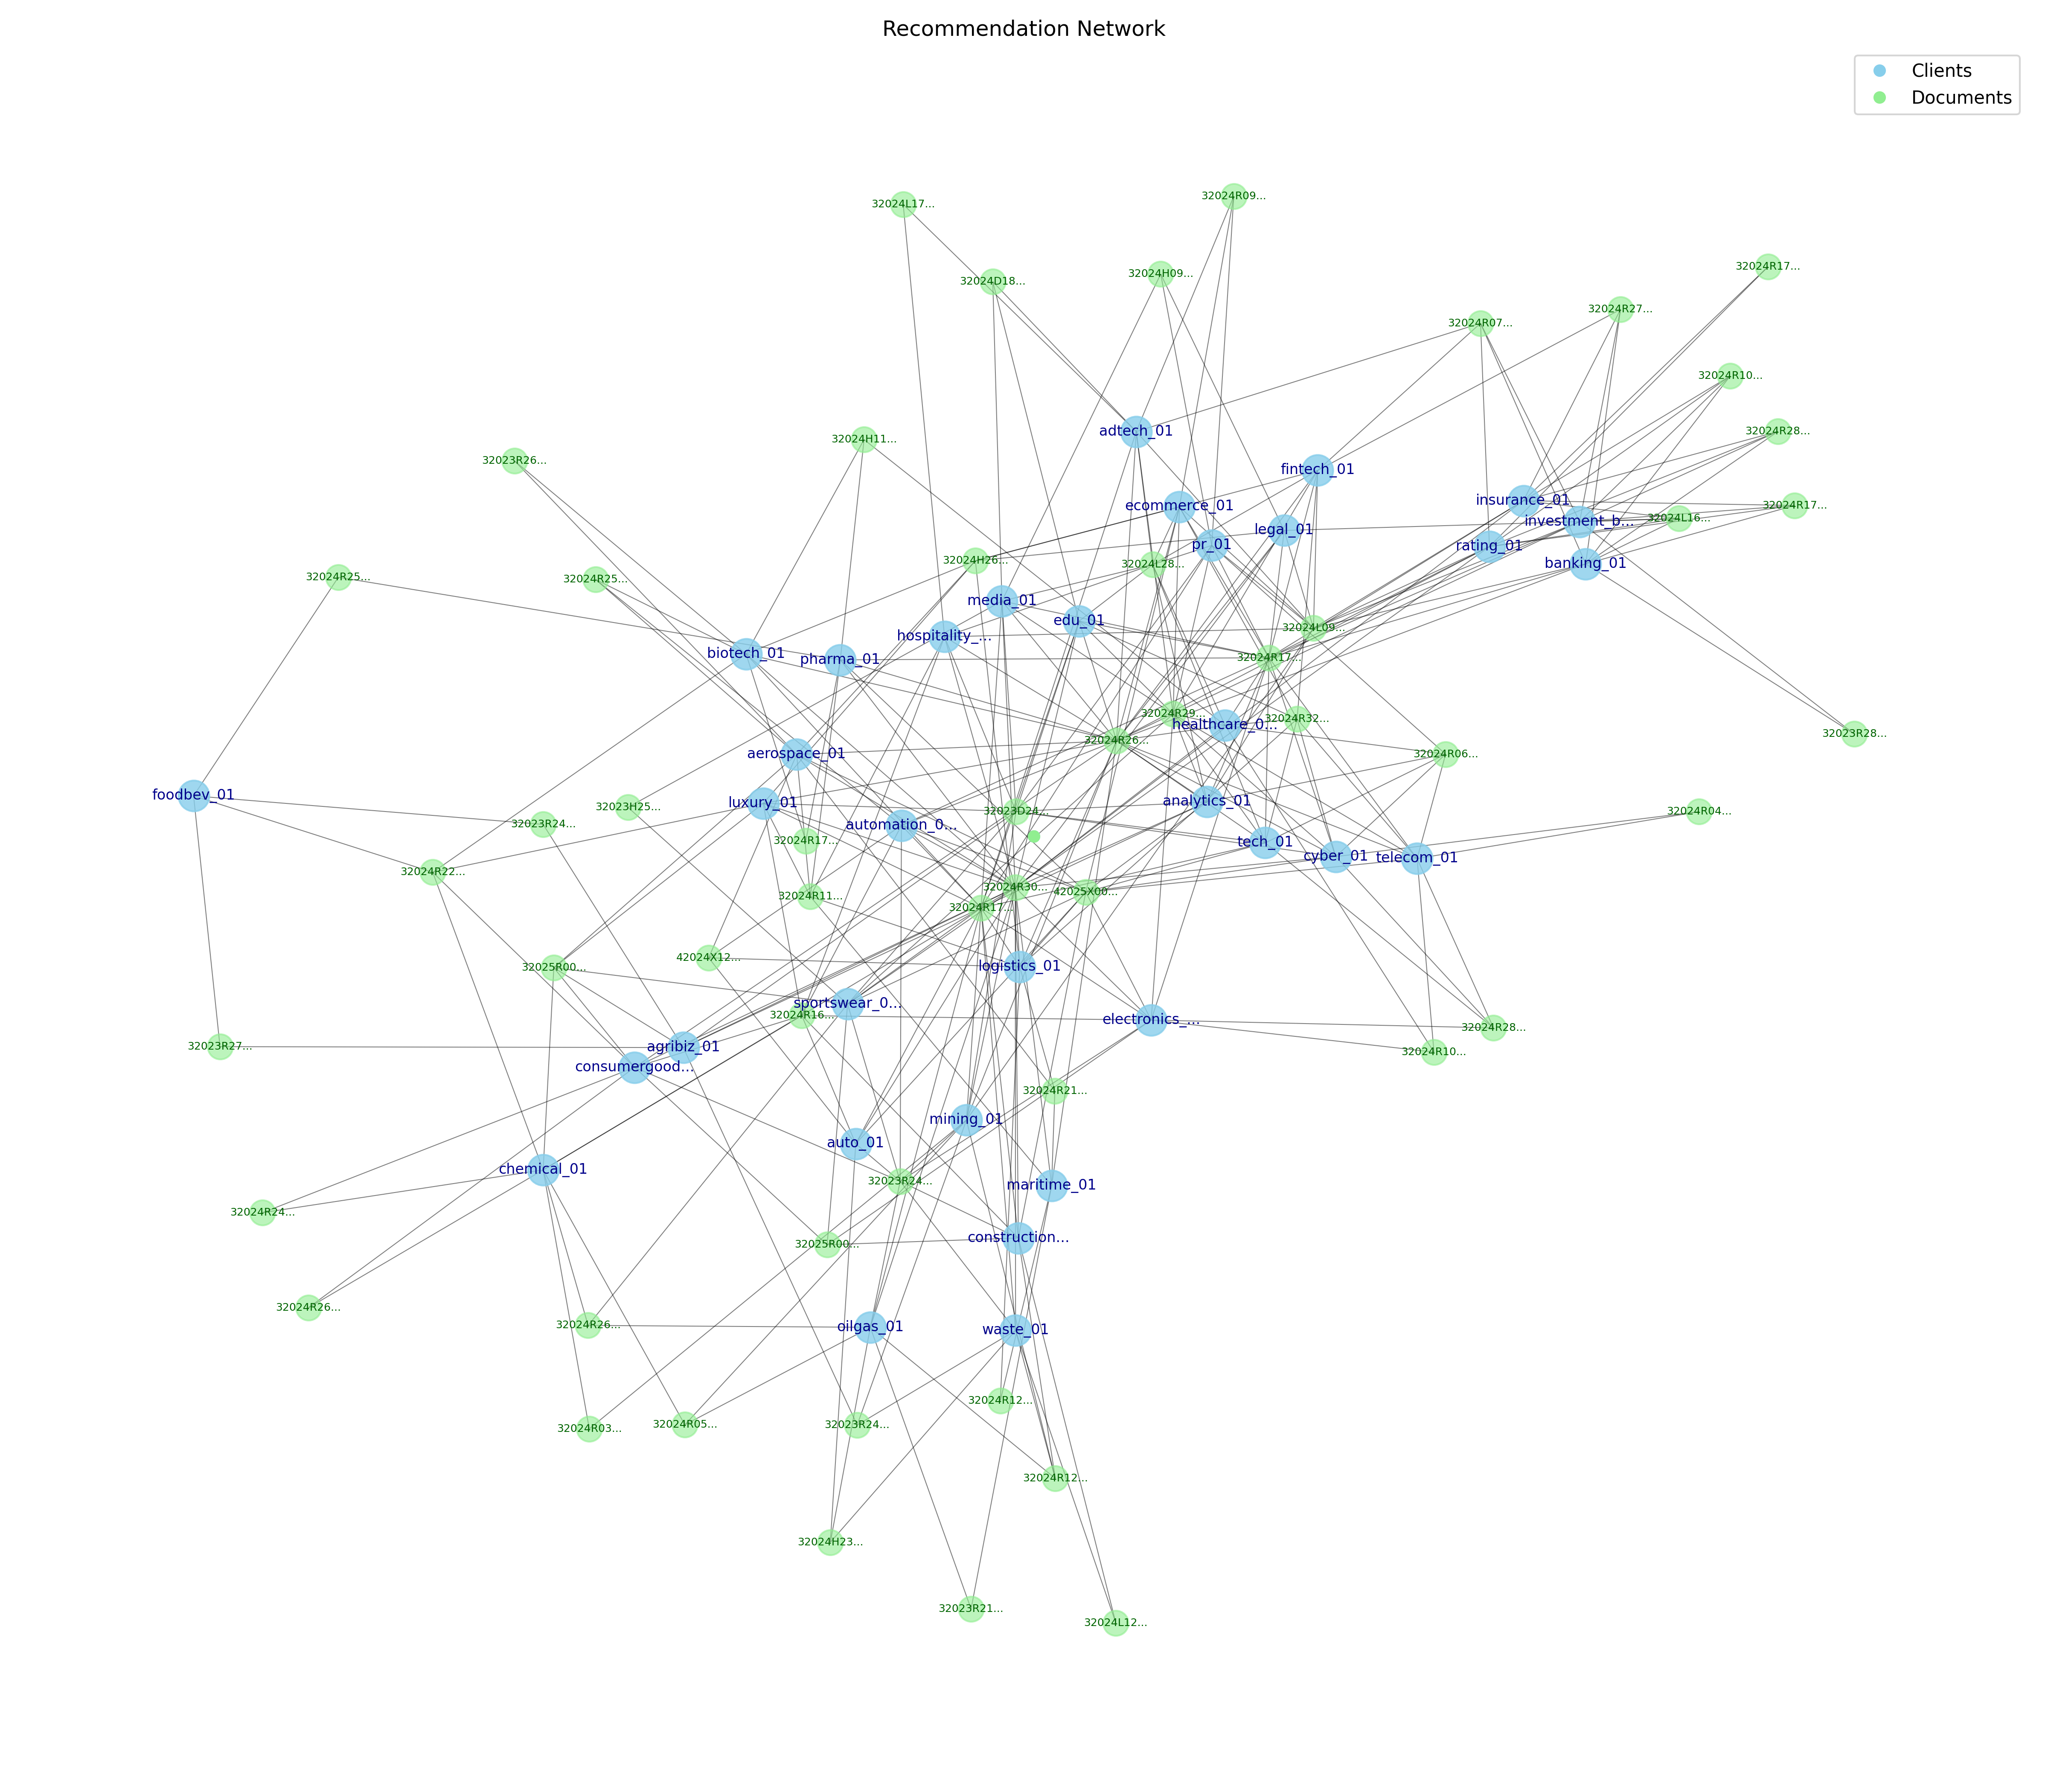 Recommendation Network
Clients
Documents
32024L17...
32024R09...
32024D18...
32024H09...
32024R17...
32024R27...
32024R07...
32024R10...
adtech_01
32024R28...
32024H11...
32023R26...
fintech_01
insurance_01
ecommerce_01
32024R17...
investment_b...
32024L16...
legal_01
pr_01
rating_01
32024H26...
32024L28...
banking_01
32024R25...
32024R25...
media_01
edu_01
32024L09...
hospitality_...
biotech_01
pharma_01
32024R17...
32024R29...
32024R32...
healthcare_0...
32023R28...
32024R26...
aerospace_01
32024R06...
foodbev_01
luxury_01
analytics_01
32023H25...
32023D24...
32024R04...
32023R24...
automation_0...
32024R17...
tech_01
cyber_01
telecom_01
32024R22...
32024R30...
42025X00...
32024R11...
32024R17...
42024X12...
logistics_01
32025R00...
sportswear_0...
32024R16...
electronics_...
32024R28...
32023R27...
agribiz_01
32024R10...
consumergood...
32024R21...
mining_01
auto_01
chemical_01
32023R24...
maritime_01
32024R24...
construction...
32025R00...
32024R26...
32024R26...
oilgas_01
waste_01
32024R12...
32024R03...
32024R05...
32023R24...
32024R12...
32024H23...
32023R21...
32024L12...